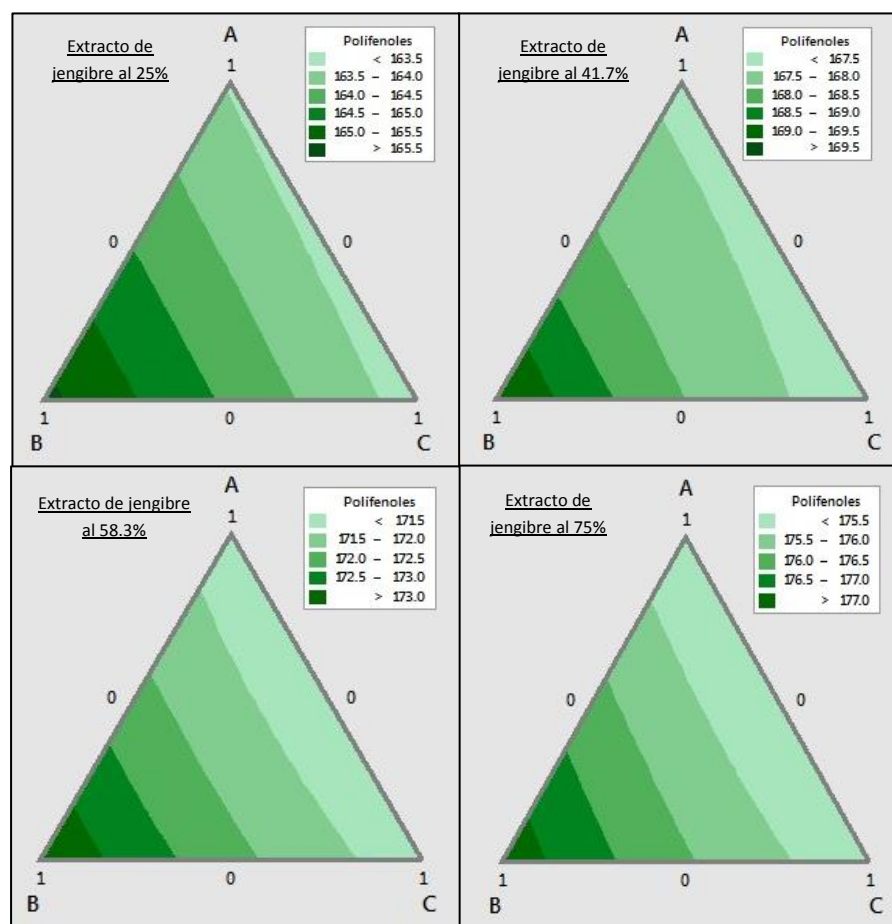 Extracto de
jengibre al 25%
A
1
Polífenoles
< 163.5
163.5 – 164.0
164.0 – 164.5
164.5 – 165.0
165.0 – 165.5
> 165.5
0
0
1
0
1
B
C
Extracto de
jengibre al 41.7%
A
1
Polífenoles
< 167.5
167.5 – 168.0
168.0 – 168.5
168.5 – 169.0
169.0 – 169.5
> 169.5
0
0
1
0
1
B
C
Extracto de jengibre
al 58.3%
A
1
Polífenoles
< 171.5
171.5 – 172.0
172.0 – 172.5
172.5 – 173.0
> 173.0
0
0
1
0
1
B
C
Extracto de
jengibre al 75%
A
1
Polífenoles
< 175.5
175.5 – 176.0
176.0 – 176.5
176.5 – 177.0
> 177.0
0
0
1
0
1
B
C